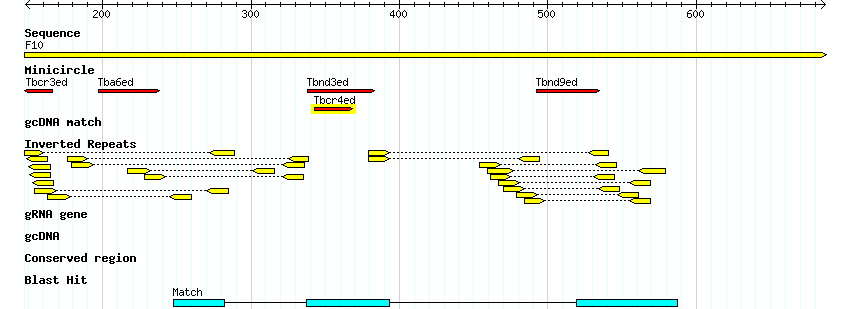 200 300 400 500 600
Sequence
F10
Minicircle
Tbcr3ed Tba6ed Tbnd3ed Tbnd9ed
Tbcr4ed
gcDNA match
Inverted Repeats
gRNA gene
gcDNA
Conserved region
Blast Hit
Match